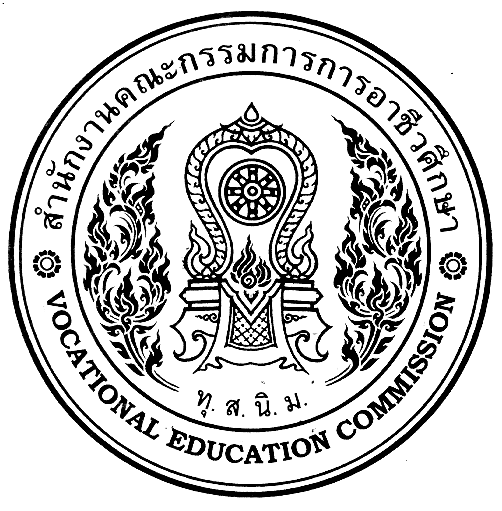 สำนักงานคณะกรรมการการอาชีวศึกษา
ทุ. ส. นิ. ม.
VOCATIONAL EDUCATION COMMISSION